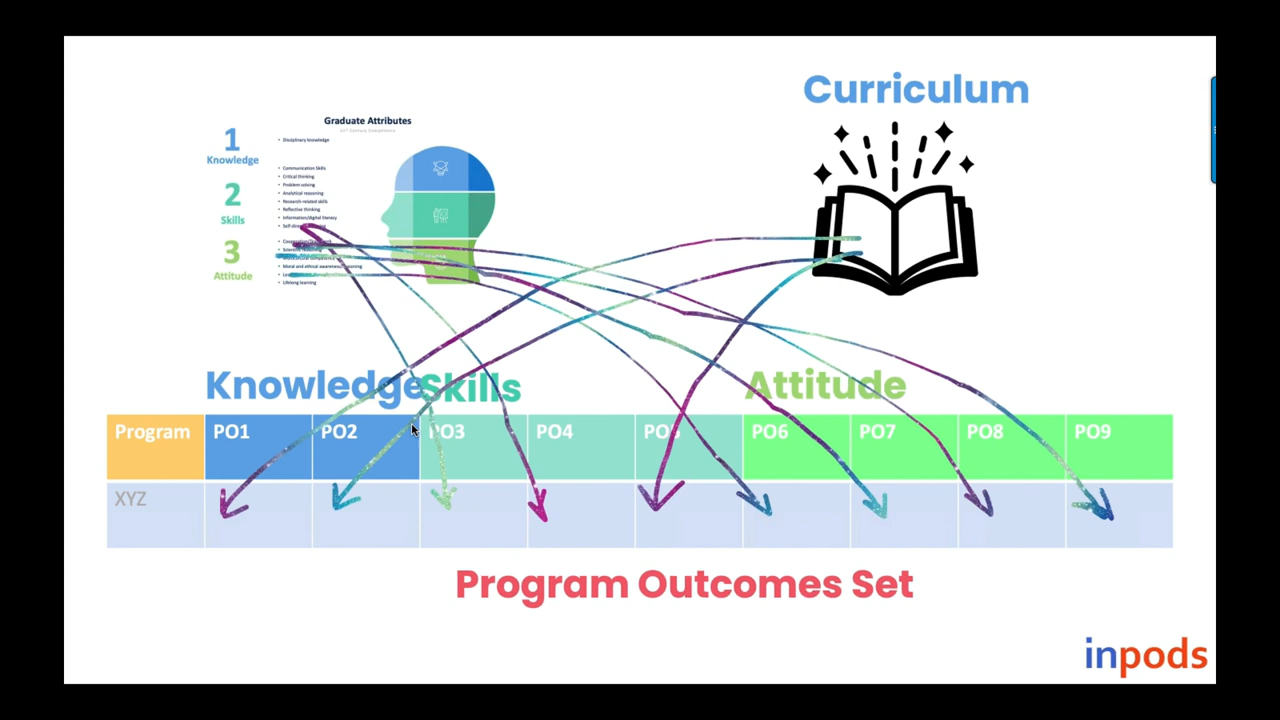 Curriculum
Graduate Attributes
21st Century Competence
1
Knowledge
• Disciplinary knowledge
• Communication Skills
• Critical thinking
• Problem solving
• Analytical reasoning
• Research-related skills
• Reflective thinking
• Information/digital literacy
2
Skills
3
Attitude
• Moral and ethical awareness/
• Lifelong learning
Knowledge Skills Attitude
Program PO1 PO2 PO3 PO4 PO5 PO6 PO7 PO8 PO9
XYZ
Program Outcomes Set
inpods